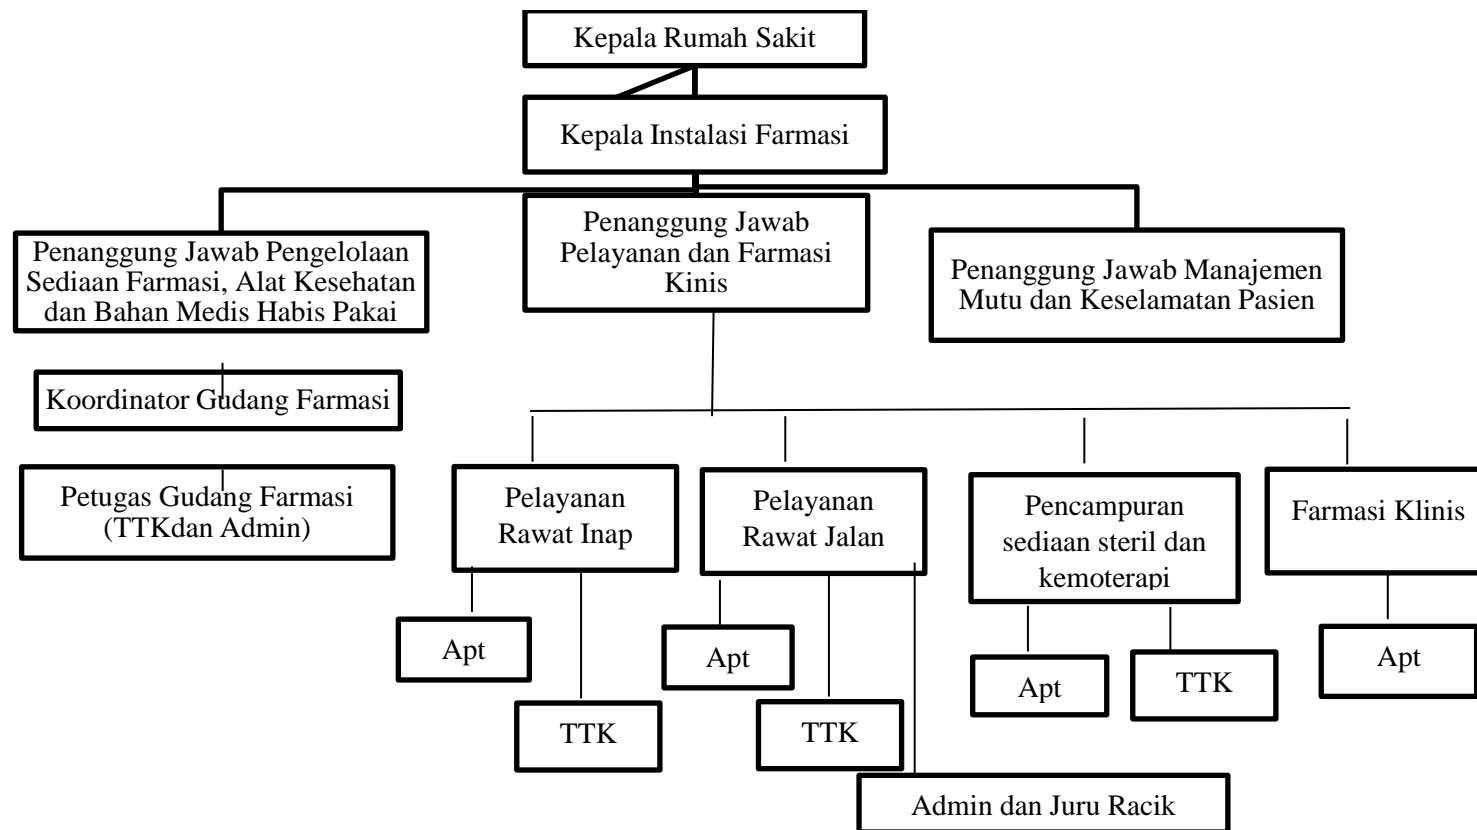 Kepala Rumah Sakit
Kepala Instalasi Farmasi
Penanggung Jawab Pengelolaan
Sediaan Farmasi, Alat Kesehatan
dan Bahan Medis Habis Pakai
Penanggung Jawab
Pelayanan dan Farmasi
Kinis
Penanggung Jawab Manajemen
Mutu dan Keselamatan Pasien
Koordinator Gudang Farmasi
Petugas Gudang Farmasi
(TTKdan Admin)
Pelayanan
Rawat Inap
Pelayanan
Rawat Jalan
Pencampuran
sediaan steril dan
kemoterapi
Farmasi Klinis
Apt
TTK
Apt
TTK
Admin dan Juru Racik
Apt
TTK
Apt